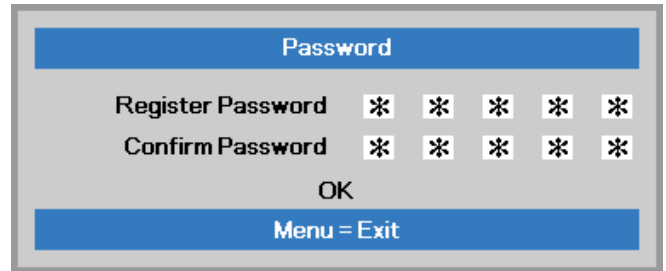 Password
Register Password * * * * *
Confirm Password * * * * *
OK
Menu = Exit